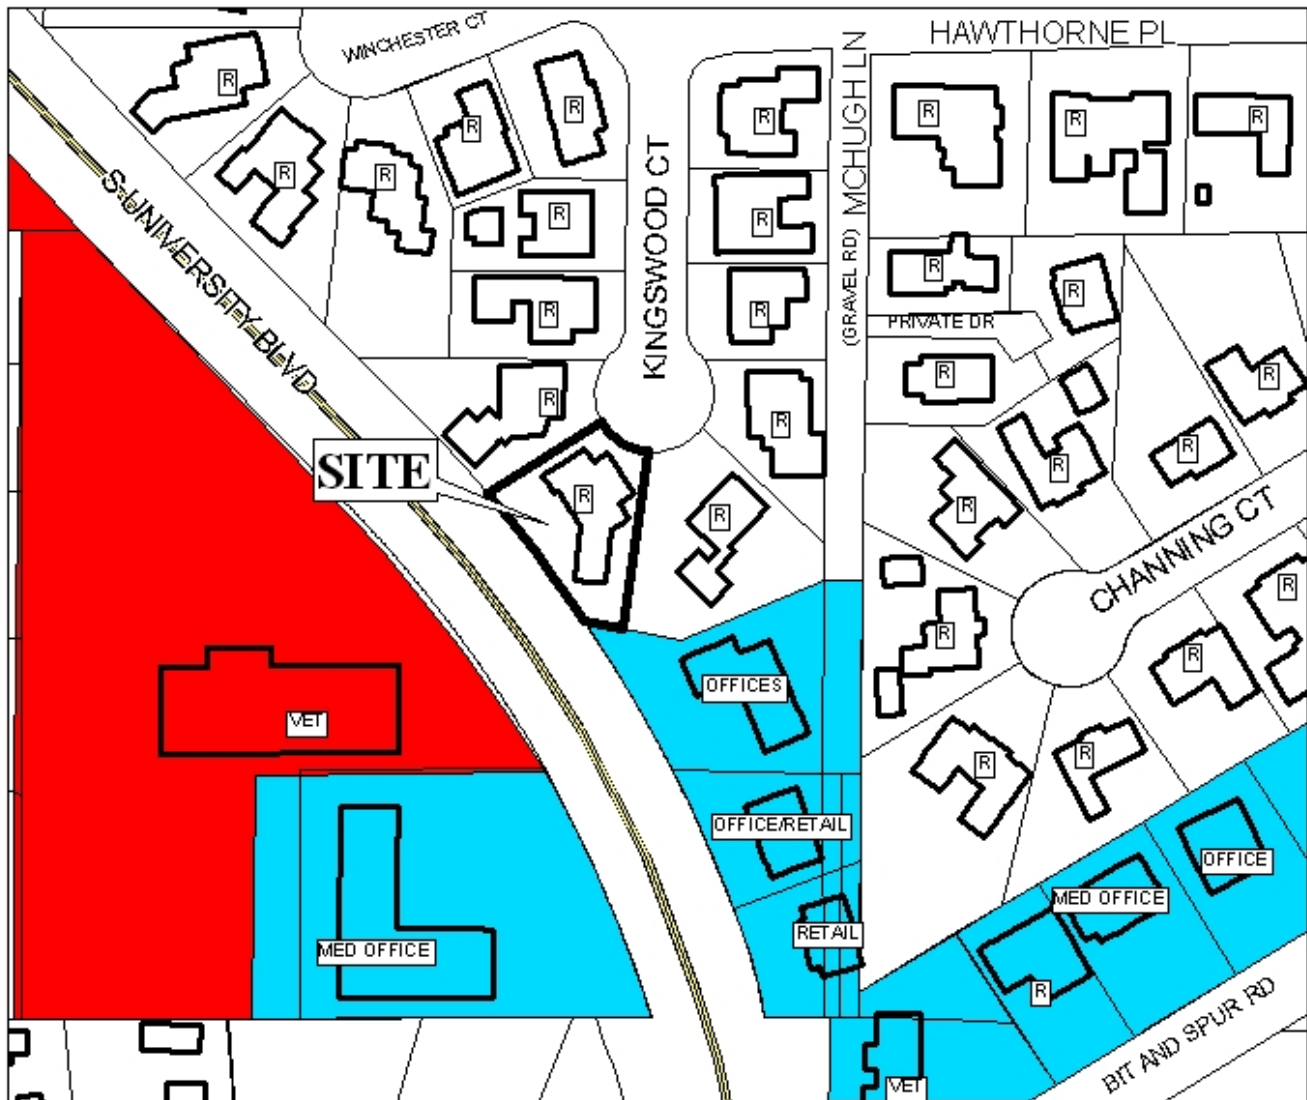 WINCHESTER CT
HAWTHORNE PL
R
R
R
R
R
R
R
R
R
R
R
S UNIVERSITY BLVD
KINGSWOOD CT
(GRAVEL RD) MCHUGH LN
R
R
R
R
R
R
PRIVATE DR
R
R
R
R
R
SITE
R
R
R
R
R
CHANNING CT
R
R
R
OFFICES
VET
R
R
OFFICE/RETAIL
OFFICE
MED OFFICE
RETAIL
MED OFFICE
R
BIT AND SPUR RD
VET